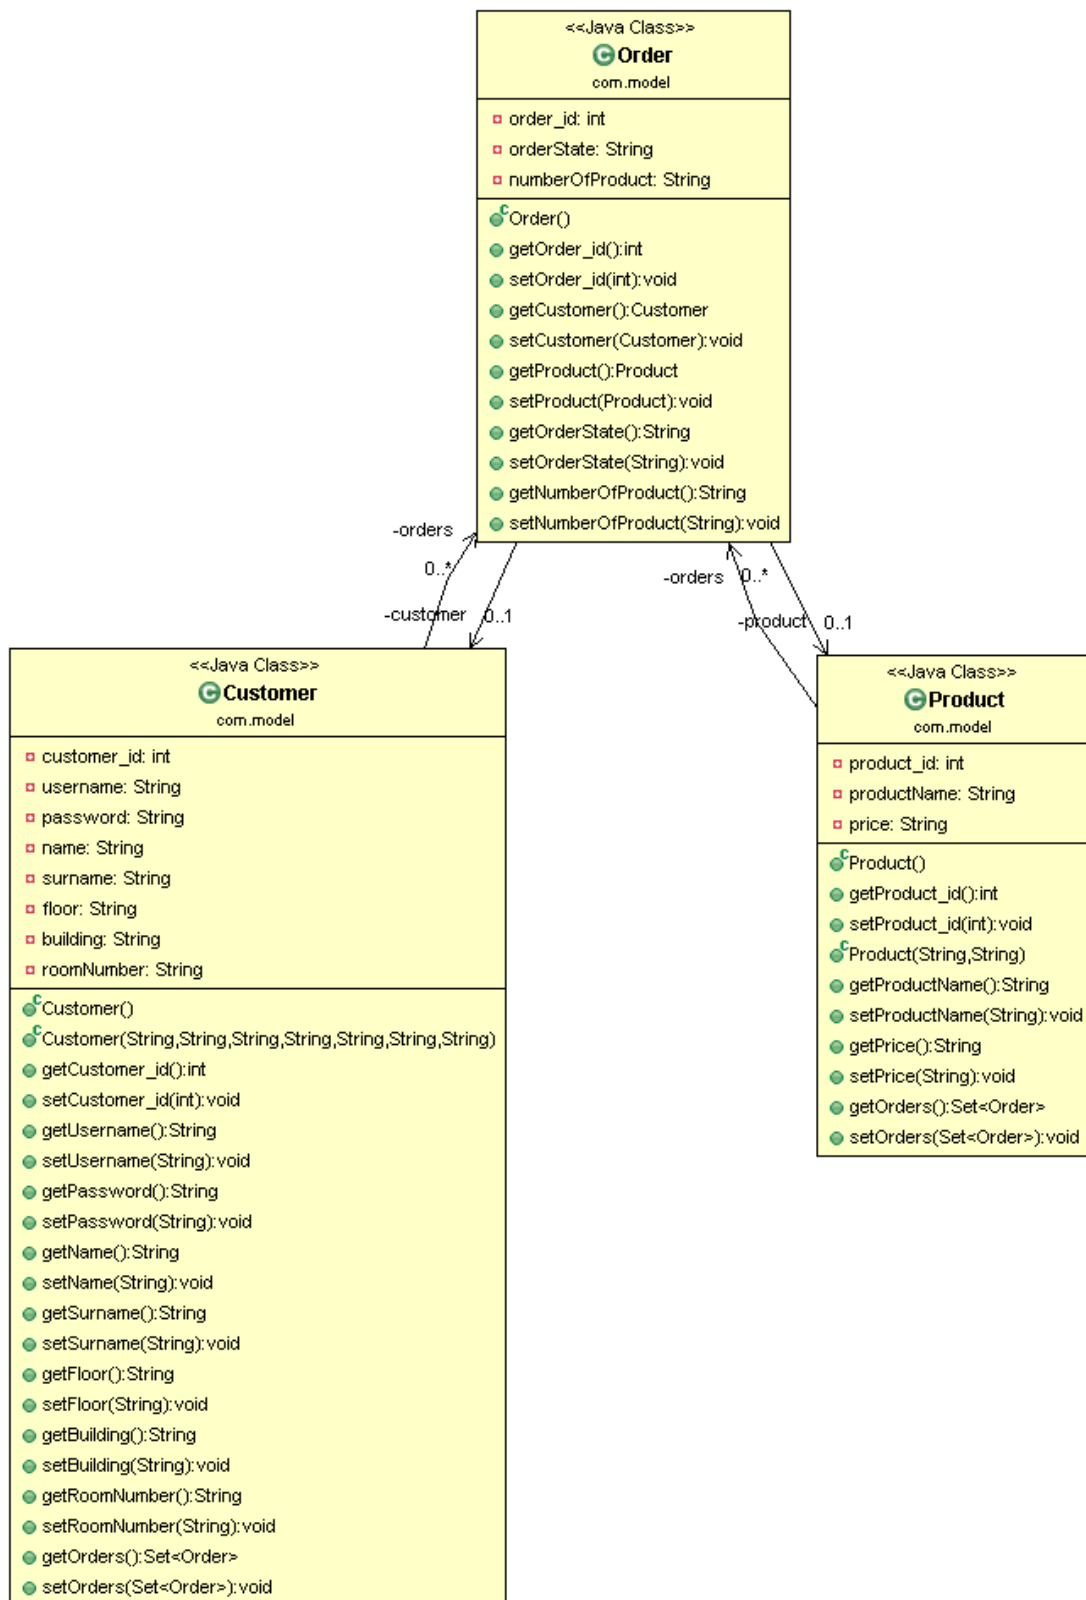 <<Java Class>>
Order
com.model
order_id: int
orderState: String
numberOfProduct: String
Order()
getOrder_id():int
setOrder_id(int):void
getCustomer():Customer
setCustomer(Customer):void
getProduct():Product
setProduct(Product):void
getOrderState():String
setOrderState(String):void
getNumberOfProduct():String
setNumberOfProduct(String):void
-orders
0..*
-customer 0..1
-orders 0..*
-product 0..1
<<Java Class>>
Customer
com.model
customer_id: int
username: String
password: String
name: String
surname: String
floor: String
building: String
roomNumber: String
Customer()
Customer(String,String,String,String,String,String,String)
getCustomer_id():int
setCustomer_id(int):void
getUsername():String
setUsername(String):void
getPassword():String
setPassword(String):void
getName():String
setName(String):void
getSurname():String
setSurname(String):void
getFloor():String
setFloor(String):void
getBuilding():String
setBuilding(String):void
getRoomNumber():String
setRoomNumber(String):void
getOrders():Set<Order>
setOrders(Set<Order>):void
<<Java Class>>
Product
com.model
product_id: int
productName: String
price: String
Product()
getProduct_id():int
setProduct_id(int):void
Product(String,String)
getProductName():String
setProductName(String):void
getPrice():String
setPrice(String):void
getOrders():Set<Order>
setOrders(Set<Order>):void